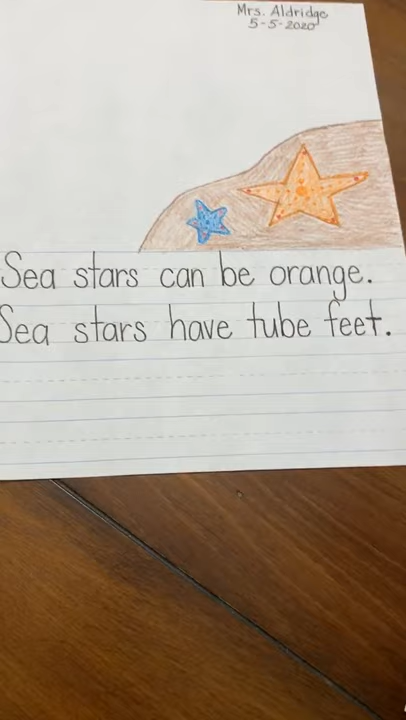 Mrs. Aldridge
5-5-2020
Sea stars can be orange.
Sea stars have tube feet.